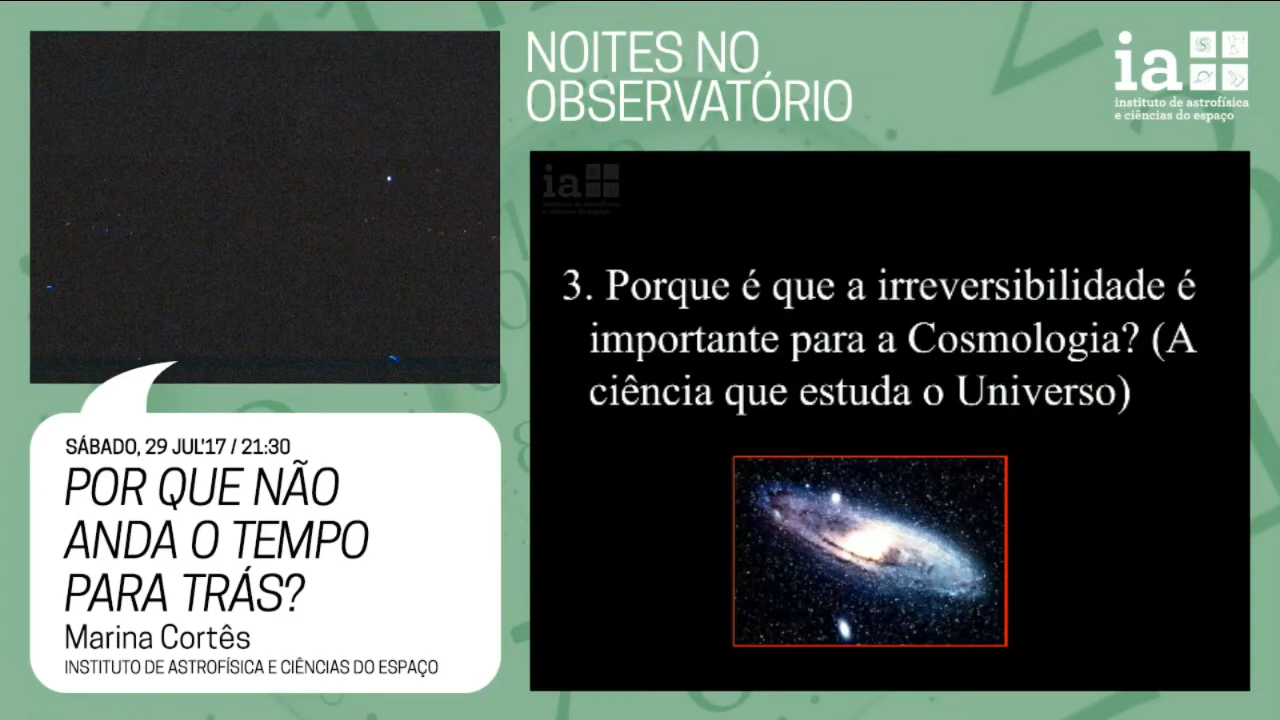 NOITES NO
OBSERVATÓRIO
ia
instituto de astrofísica
e ciências do espaço
ia
3. Porque é que a irreversibilidade é
importante para a Cosmologia? (A
ciência que estuda o Universo)
SÁBADO, 29 JUL'17 / 21:30
POR QUE NÃO
ANDA O TEMPO
PARA TRÁS?
Marina Cortês
INSTITUTO DE ASTROFÍSICA E CIÊNCIAS DO ESPAÇO